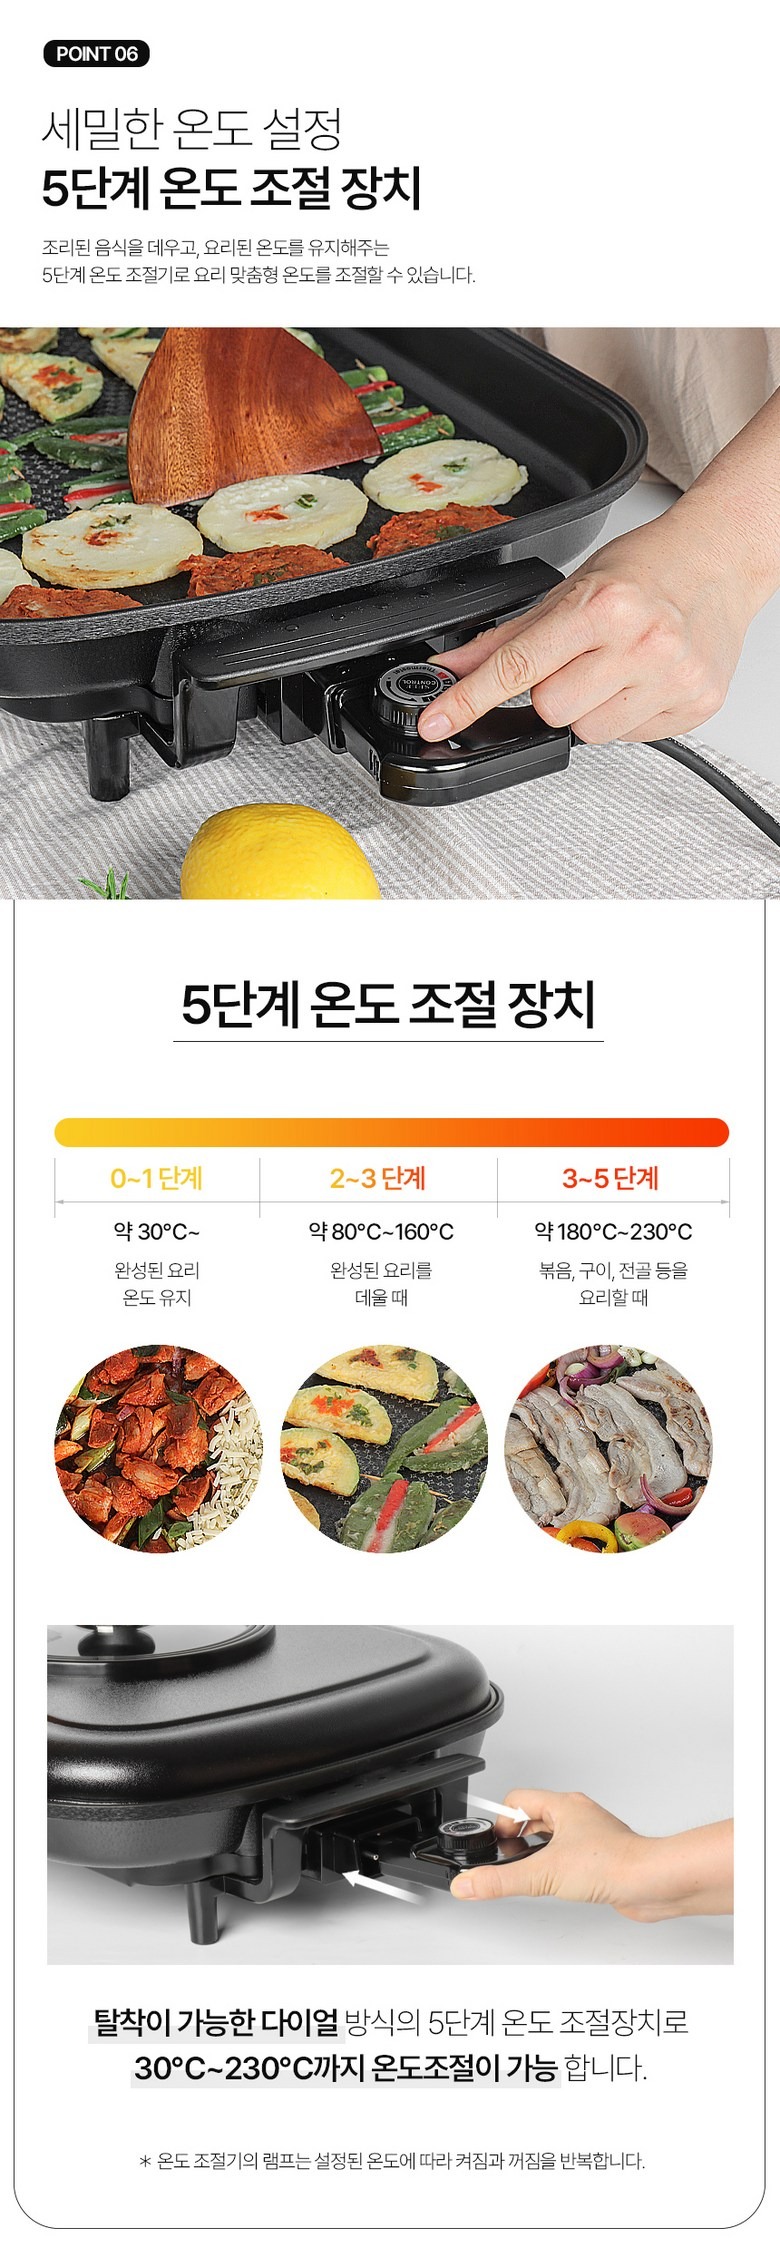 POINT 06
세밀한 온도 설정
5단계 온도 조절 장치
조리된 음식을 데우고, 요리된 온도를 유지해주는
5단계 온도 조절기로 요리 맞춤형 온도를 조절할 수 있습니다.
SELF
CONTROL
5단계 온도 조절 장치
0~1 단계
2~3 단계
3~5 단계
약 30°C~
약 80°C~160°C
약 180°C~230°C
완성된 요리
온도 유지
완성된 요리를
데울 때
볶음, 구이, 전골 등을
요리할 때
탈착이 가능한 다이얼 방식의 5단계 온도 조절장치로
30°C~230°C까지 온도조절이 가능 합니다.
* 온도 조절기의 램프는 설정된 온도에 따라 켜짐과 꺼짐을 반복합니다.